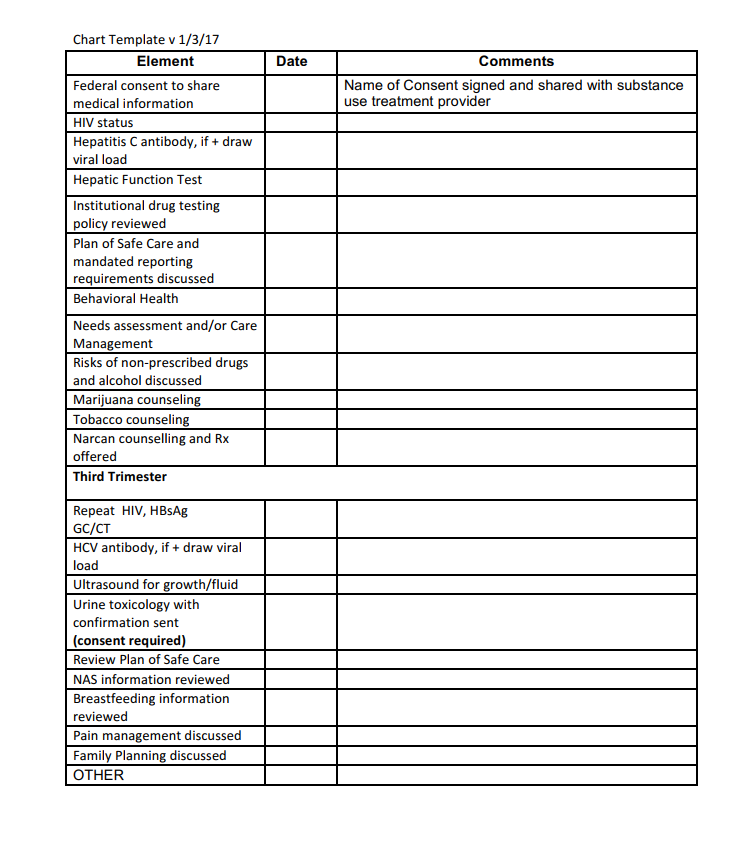 Chart Template v 1/3/17
Element Date Comments
Federal consent to share
medical information
Name of Consent signed and shared with substance
use treatment provider
HIV status
Hepatitis C antibody, if + draw
viral load
Hepatic Function Test
Institutional drug testing
policy reviewed
Plan of Safe Care and
mandated reporting
requirements discussed
Behavioral Health
Needs assessment and/or Care
Management
Risks of non-prescribed drugs
and alcohol discussed
Marijuana counseling
Tobacco counseling
Narcan counselling and Rx
offered
Third Trimester
Repeat HIV, HBsAg
GC/CT
HCV antibody, if + draw viral
load
Ultrasound for growth/fluid
Urine toxicology with
confirmation sent
(consent required)
Review Plan of Safe Care
NAS information reviewed
Breastfeeding information
reviewed
Pain management discussed
Family Planning discussed
OTHER